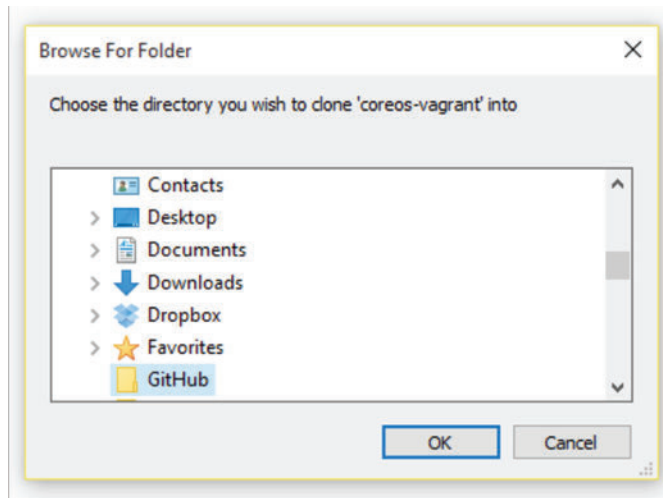 Browse For Folder
Choose the directory you wish to clone 'coreos-vagrant' into
Contacts
Desktop
Documents
Downloads
Dropbox
Favorites
GitHub
OK Cancel